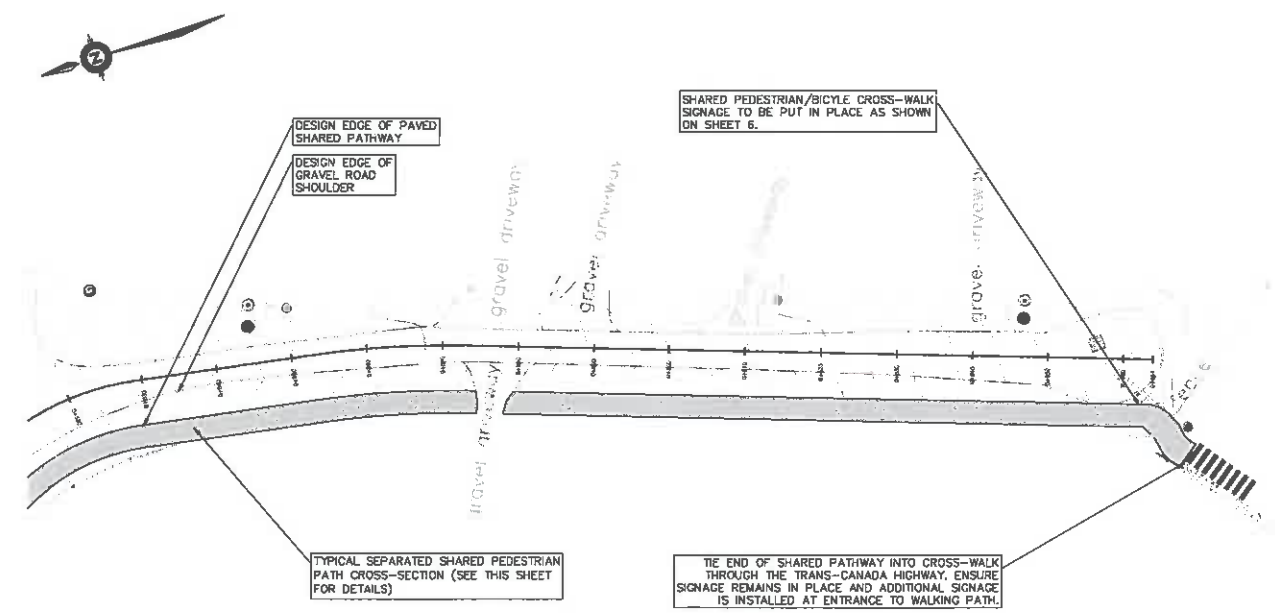 N
SHARED PEDESTRIAN/BICYLE CROSS-WALK
SIGNAGE TO BE PUT IN PLACE AS SHOWN
ON SHEET 6.
DESIGN EDGE OF PAVED
SHARED PATHWAY
DESIGN EDGE OF
GRAVEL ROAD
SHOULDER
gravel driveway
gravel driveway
gravel driveway
gravel driveway
TYPICAL SEPARATED SHARED PEDESTRIAN
PATH CROSS-SECTION (SEE THIS SHEET
FOR DETAILS)
TIE END OF SHARED PATHWAY INTO CROSS-WALK
THROUGH THE TRANS-CANADA HIGHWAY. ENSURE
SIGNAGE REMAINS IN PLACE AND ADDITIONAL SIGNAGE
IS INSTALLED AT ENTRANCE TO WALKING PATH.